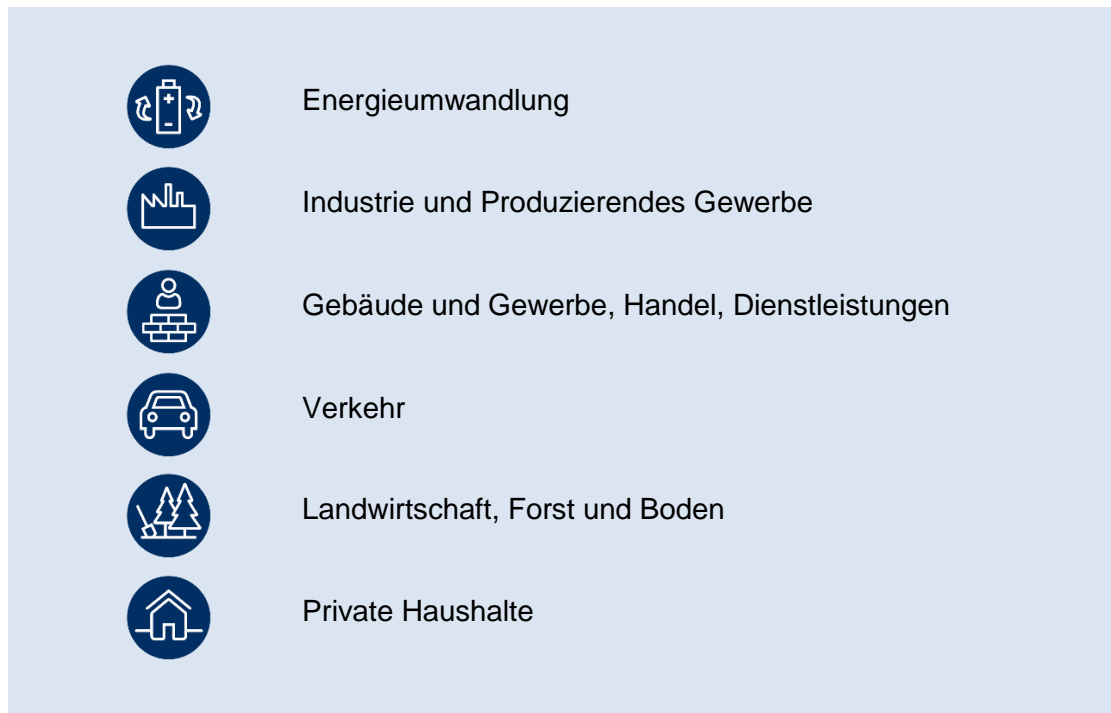 Energieumwandlung
Industrie und Produzierendes Gewerbe
Gebäude und Gewerbe, Handel, Dienstleistungen
Verkehr
Landwirtschaft, Forst und Boden
Private Haushalte